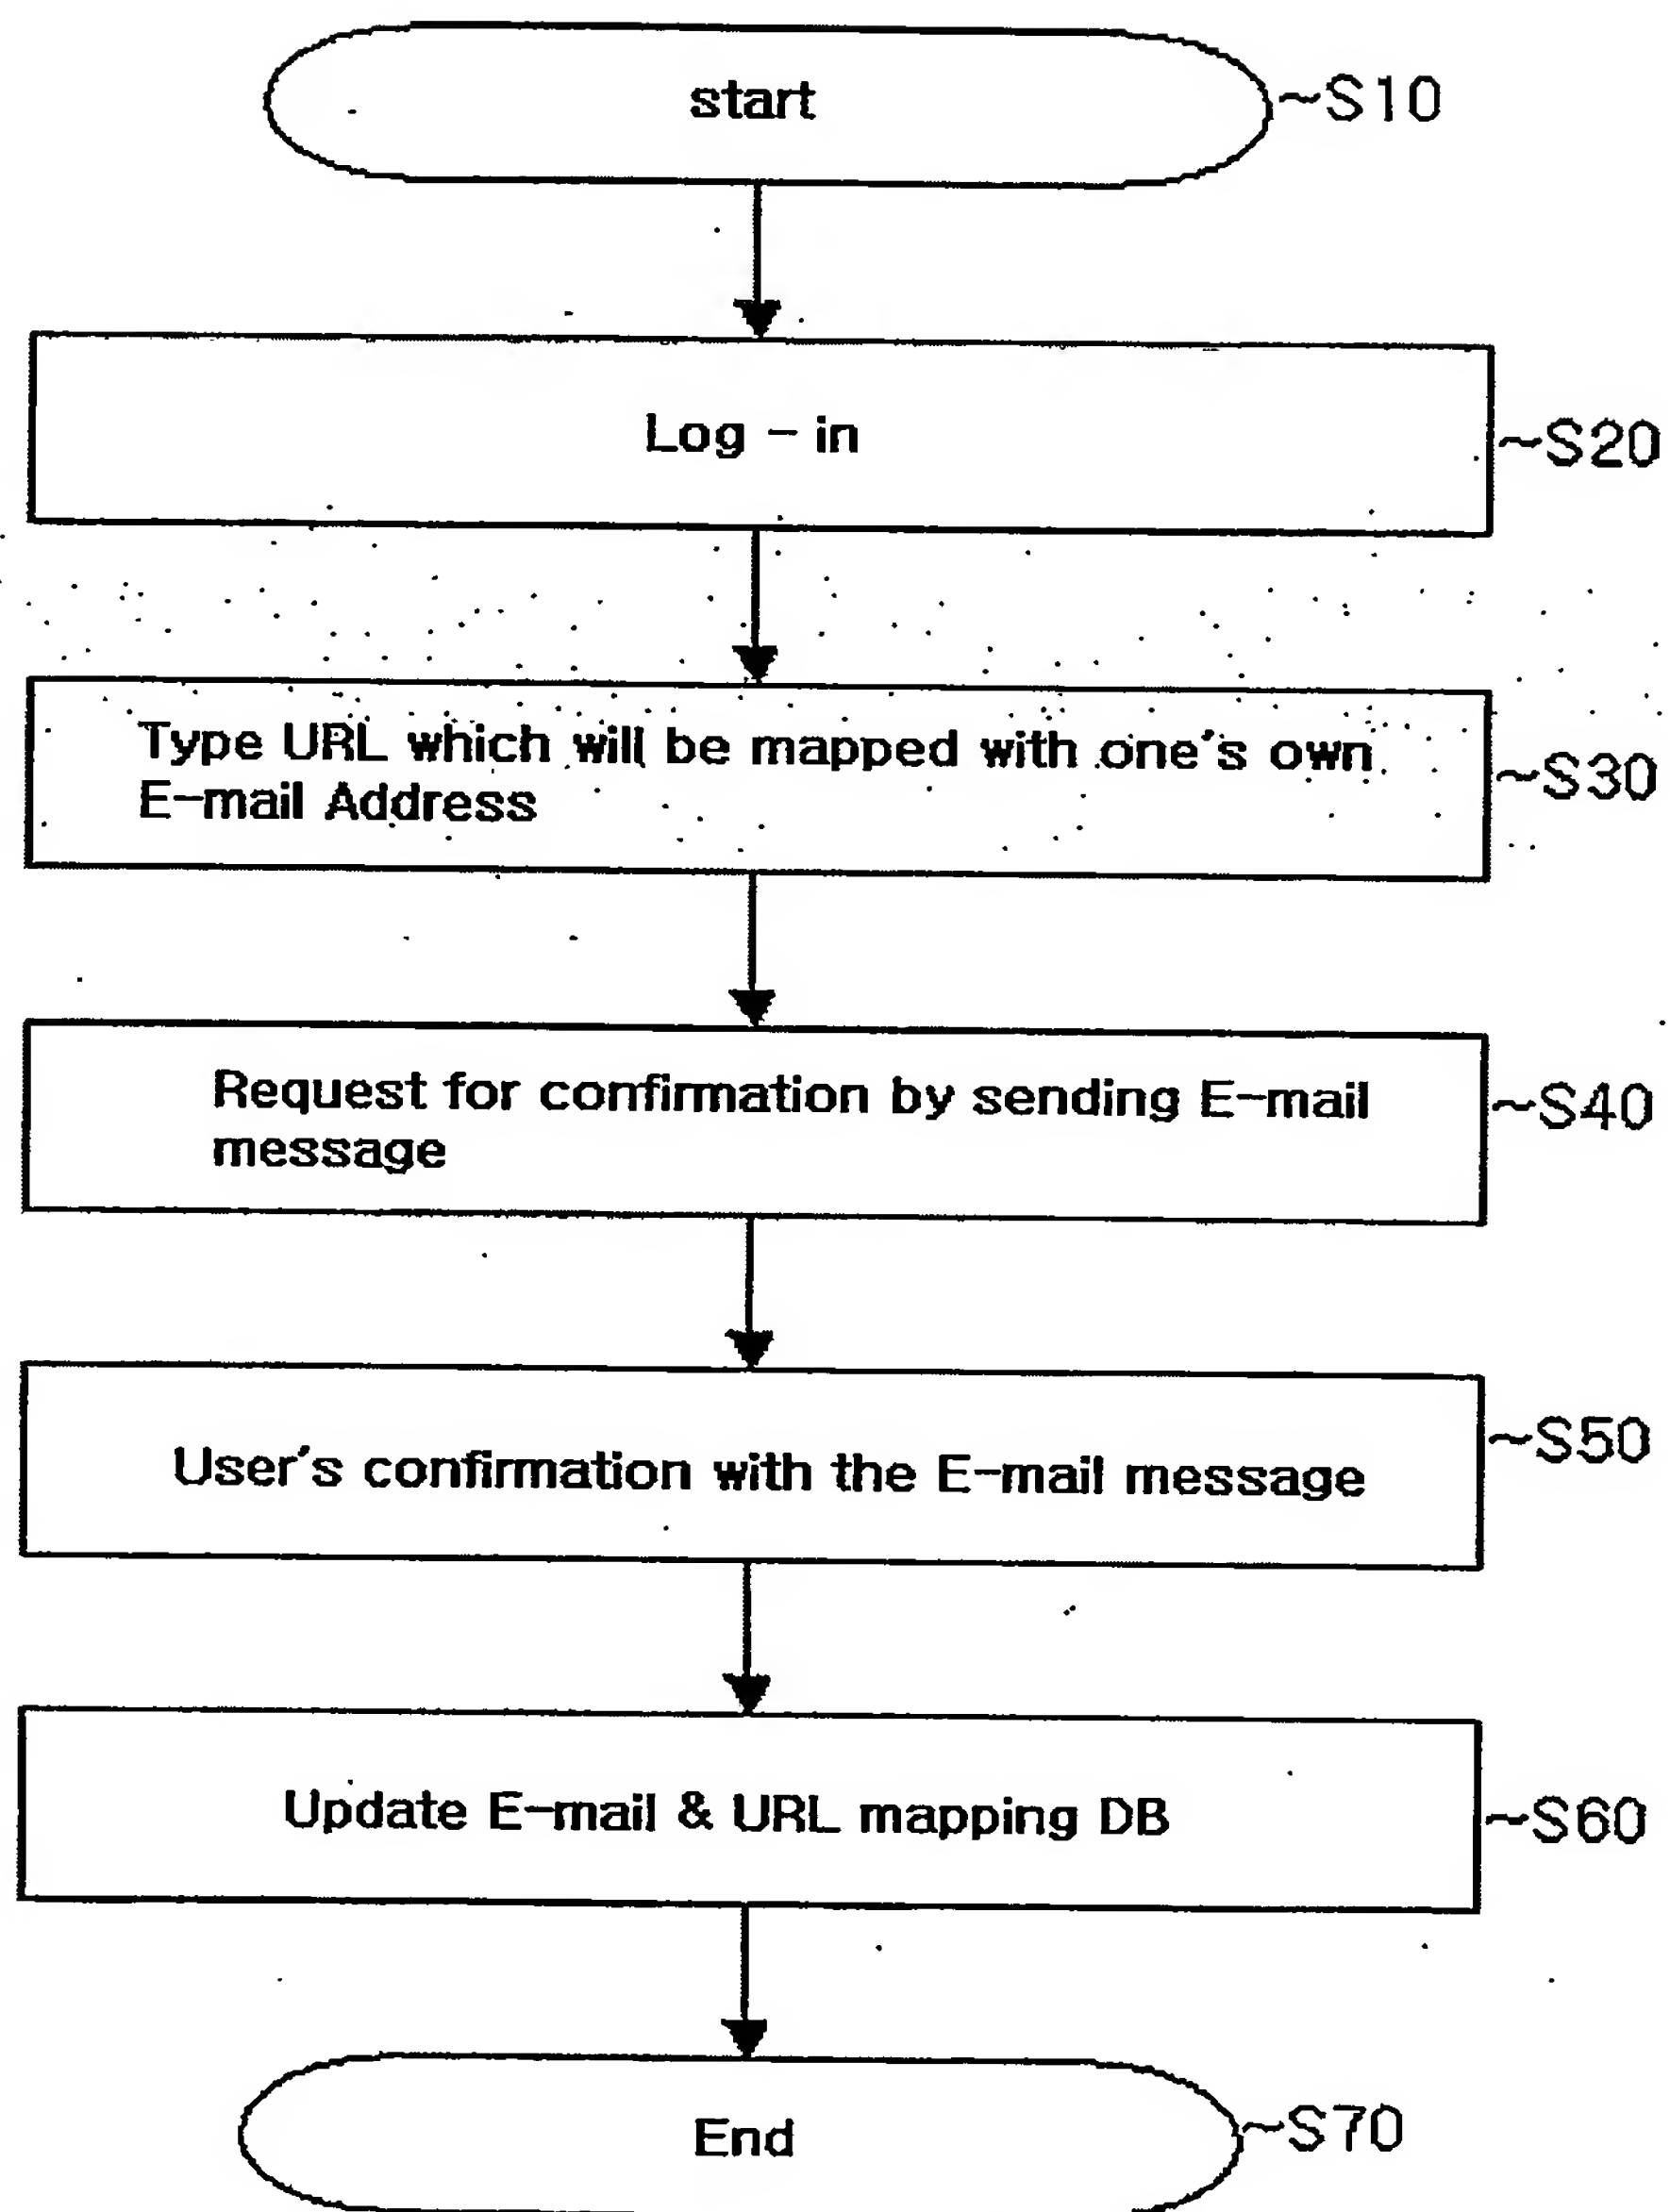 start
~S10
Log - in
~S20
Type URL which will be mapped with one's own
E-mail Address
~S30
Request for confirmation by sending E-mail
message
~S40
User's confirmation with the E-mail message
~S50
Update E-mail & URL mapping DB
~S60
End
~S70